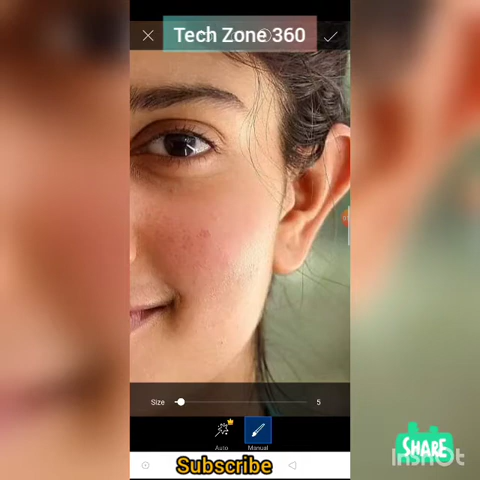 Tech Zone 360
Size
5
Auto
Manual
Subscribe
SHARE
InShOt